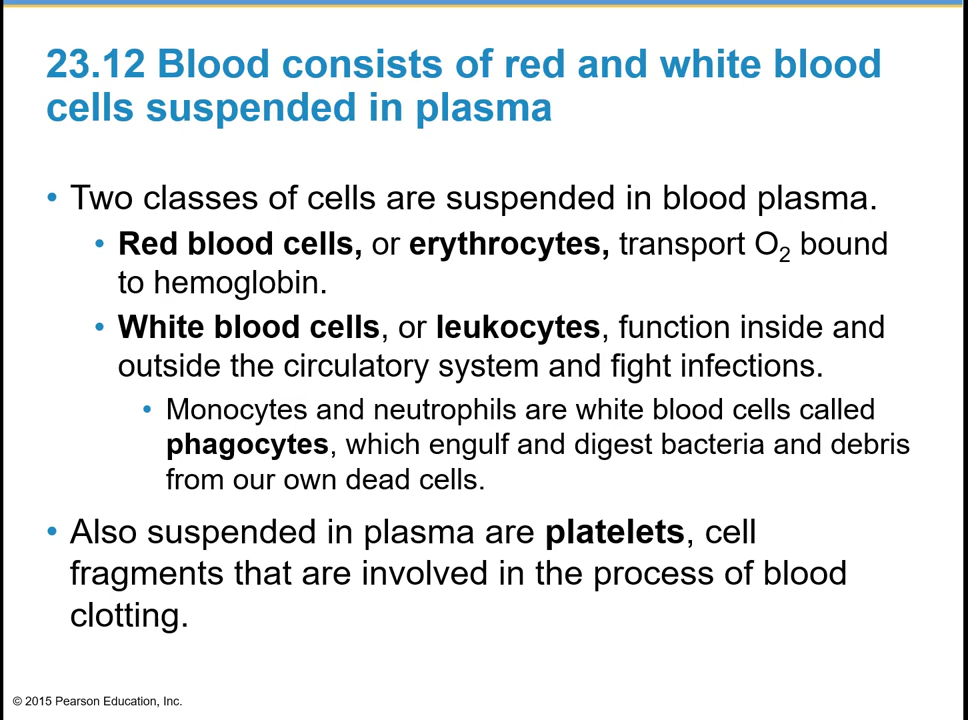 23.12 Blood consists of red and white blood
cells suspended in plasma
• Two classes of cells are suspended in blood plasma.
• Red blood cells, or erythrocytes, transport O₂ bound
to hemoglobin.
• White blood cells, or leukocytes, function inside and
outside the circulatory system and fight infections.
• Monocytes and neutrophils are white blood cells called
phagocytes, which engulf and digest bacteria and debris
from our own dead cells.
• Also suspended in plasma are platelets, cell
fragments that are involved in the process of blood
clotting.
© 2015 Pearson Education, Inc.